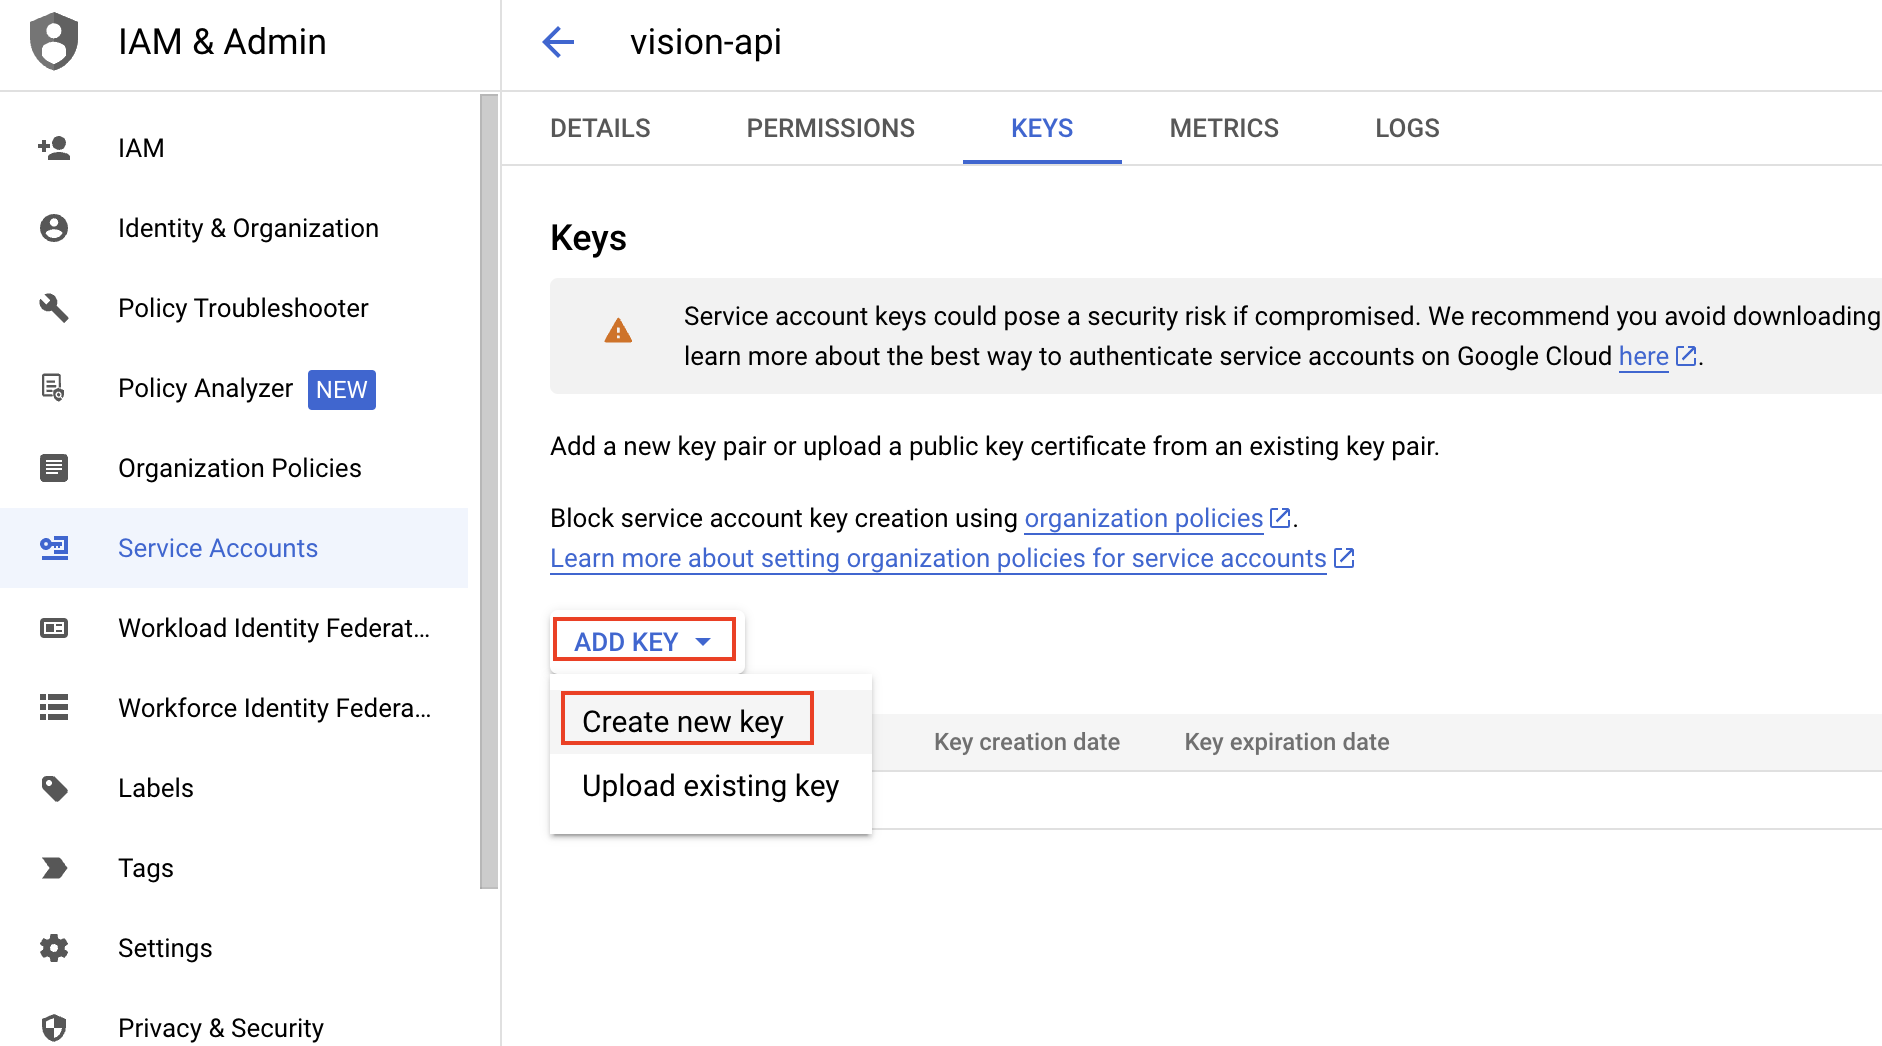 IAM & Admin
vision-api
IAM
Identity & Organization
Policy Troubleshooter
Policy Analyzer NEW
Organization Policies
Service Accounts
Workload Identity Federat...
Workforce Identity Federa...
Labels
Tags
Settings
Privacy & Security
DETAILS PERMISSIONS KEYS METRICS LOGS
Keys
Service account keys could pose a security risk if compromised. We recommend you avoid downloading
learn more about the best way to authenticate service accounts on Google Cloud here.
Add a new key pair or upload a public key certificate from an existing key pair.
Block service account key creation using organization policies.
Learn more about setting organization policies for service accounts
ADD KEY
Create new key
Upload existing key
Key creation date Key expiration date